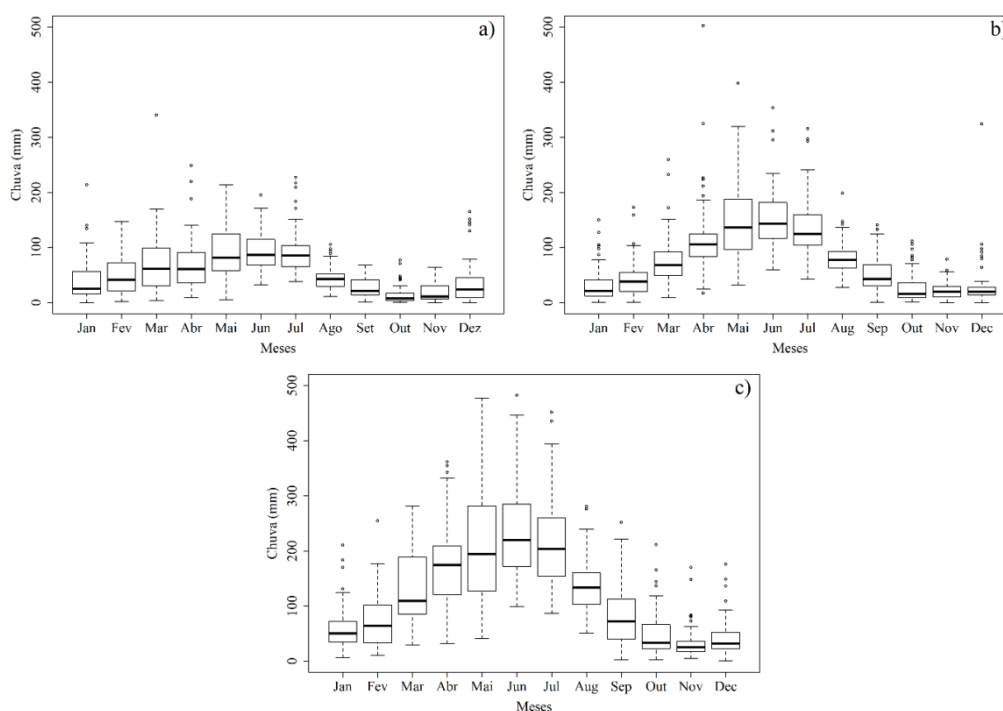 a)
Chuva (mm)
500
400
300
200
100
0
Jan Fev Mar Abr Mai Jun Jul Ago Set Out Nov Dez
Meses
b)
Chuva (mm)
500
400
300
200
100
0
Jan Fev Mar Abr Mai Jun Jul Aug Sep Out Nov Dec
Meses
c)
Chuva (mm)
500
400
300
200
100
0
Jan Fev Mar Abr Mai Jun Jul Aug Sep Out Nov Dec
Meses